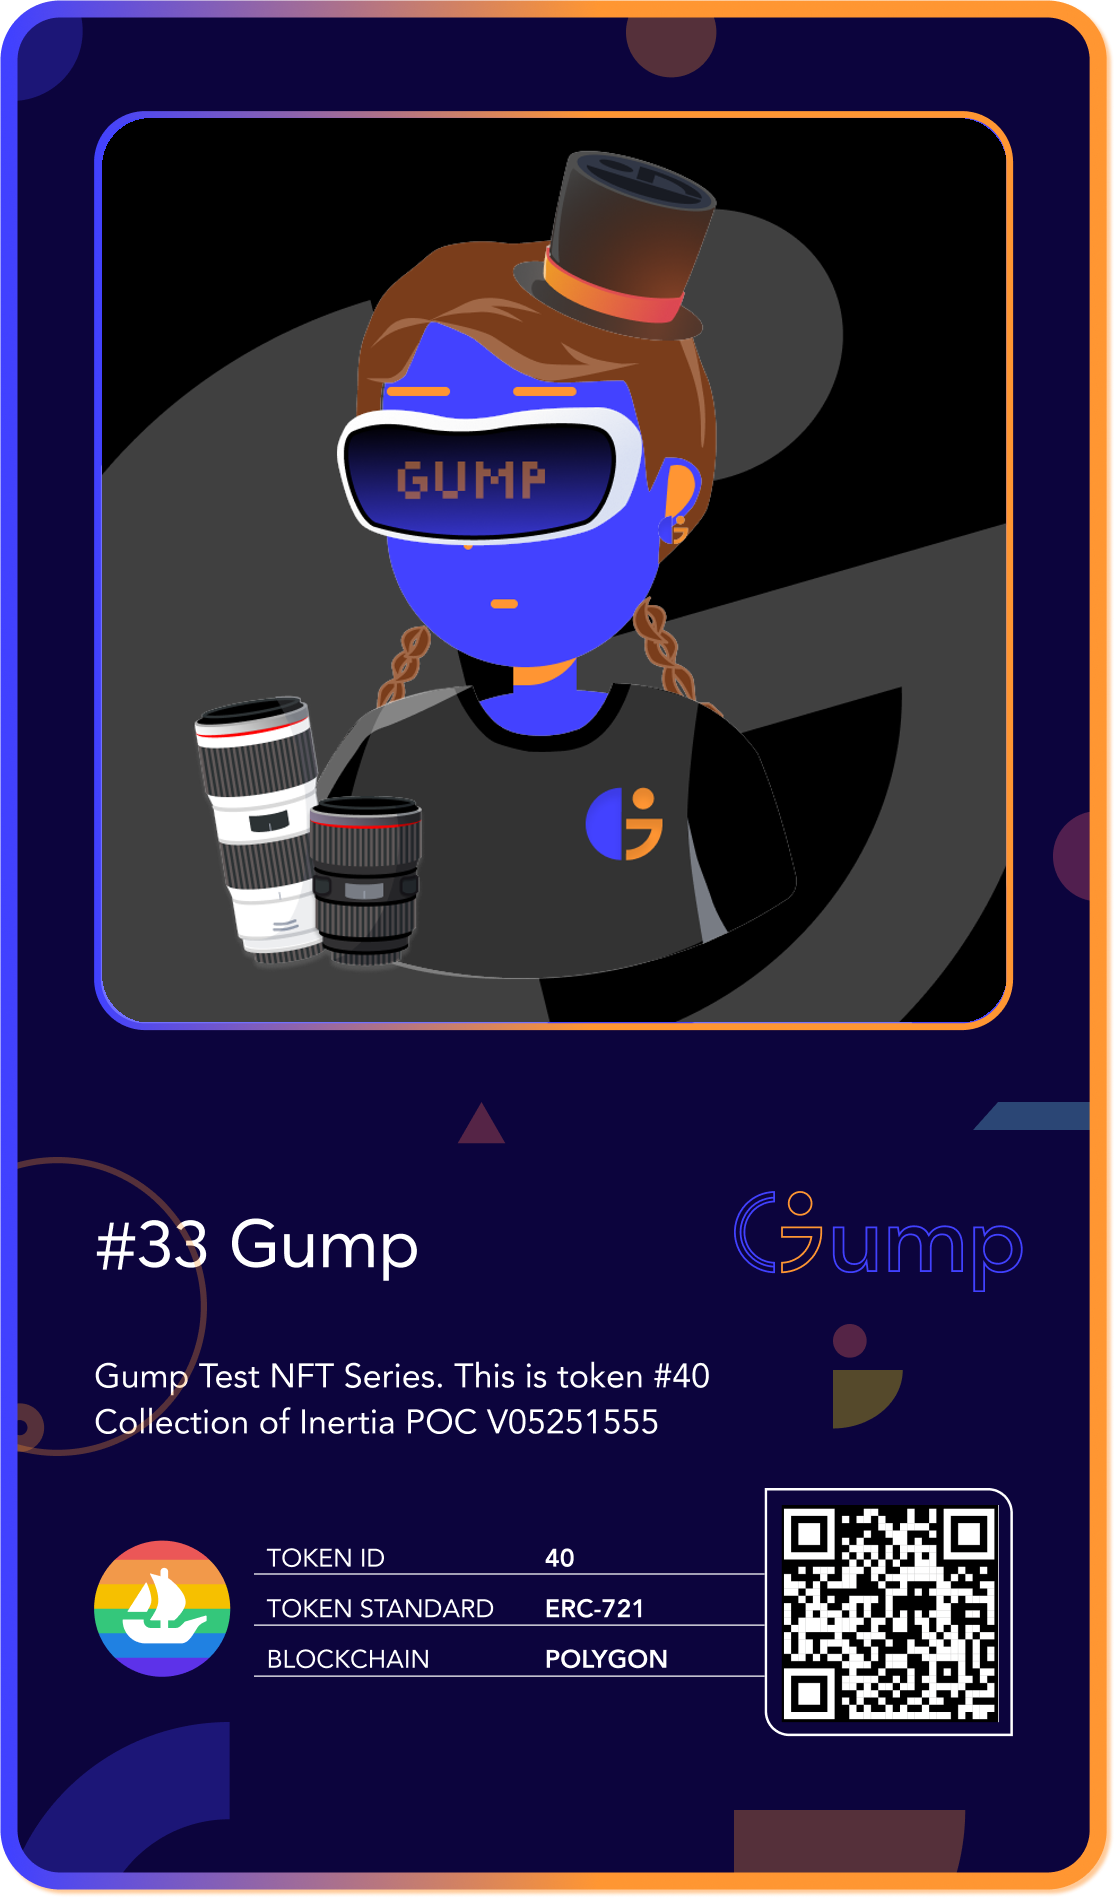 GUMP
#33 Gump
Gump
Gump Test NFT Series. This is token #40
Collection of Inertia POC V05251555
TOKEN ID 40
TOKEN STANDARD ERC-721
BLOCKCHAIN POLYGON